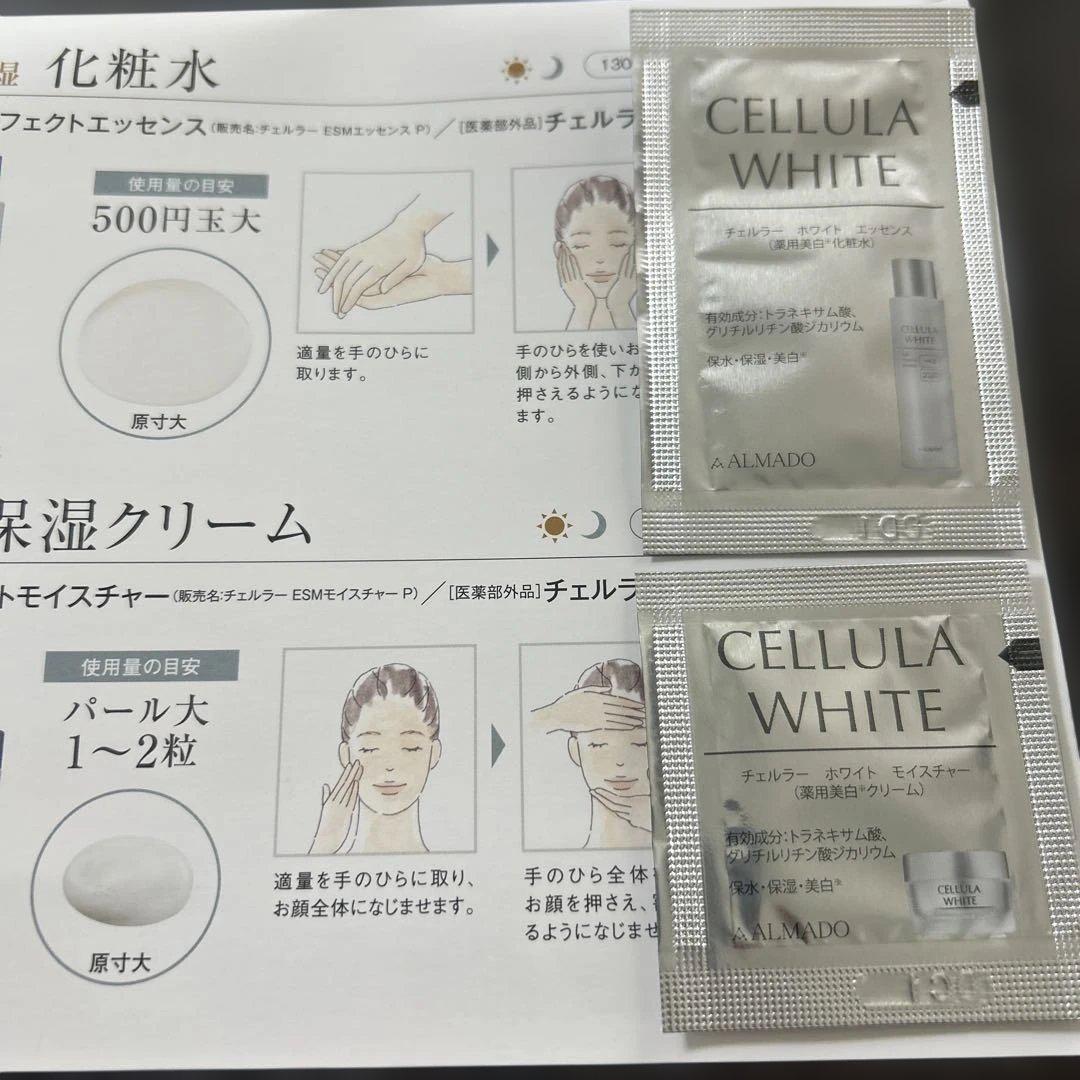 湿 化粧水
130
フェクトエッセンス(販売名:チェルラー ESMエッセンス P)／[医薬部外品]チェルラ
使用量の目安
500円玉大
原寸大
適量を手のひらに
取ります。
手のひらを使いお
側から外側、下か
押さえるようにな
ます。
保湿クリーム
トモイスチャー(販売名:チェルラー ESMモイスチャー P)／[医薬部外品]チェルラ
使用量の目安
パール大
1〜2粒
原寸大
適量を手のひらに取り、
お顔全体になじませます。
手のひら全体
お顔を押さえ、
るようになじませ
CELLULA
WHITE
チェルラー ホワイト エッセンス
(薬用美白※化粧水)
有効成分:トラネキサム酸、
グリチルリチン酸ジカリウム
保水・保湿・美白※
CELLULA
WHITE
ALMADO
CELLULA
WHITE
チェルラー ホワイト モイスチャー
(薬用美白※クリーム)
有効成分:トラネキサム酸、
グリチルリチン酸ジカリウム
保水・保湿・美白※
CELLULA
WHITE
ALMADO